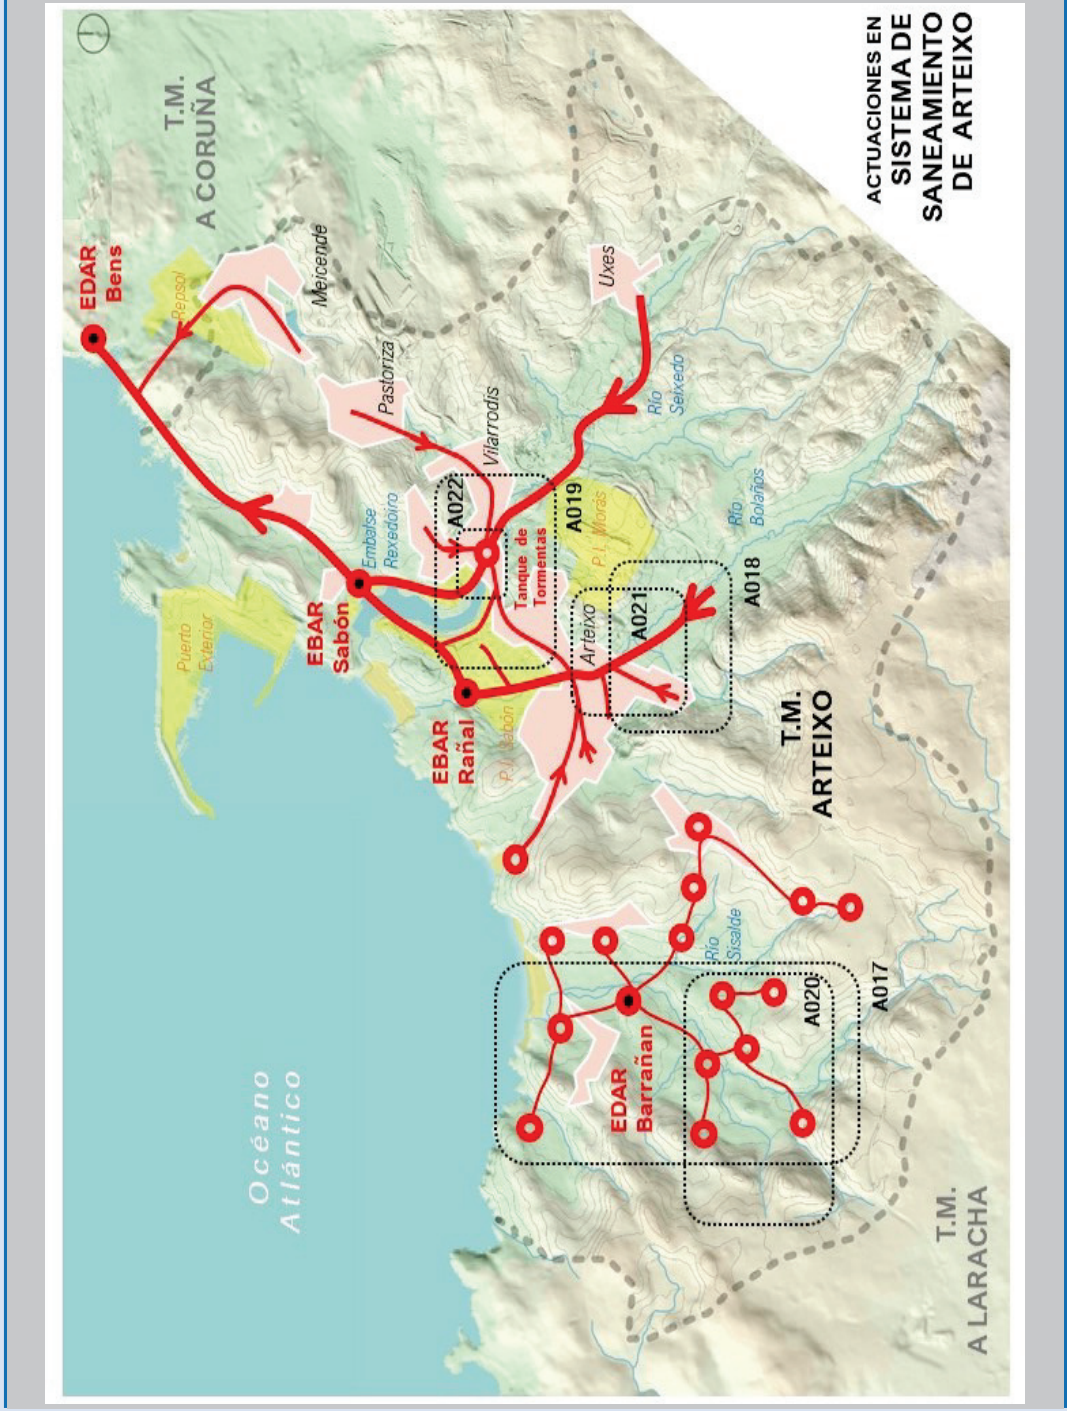 ACTUACIONES EN
SISTEMA DE
SANEAMIENTO
DE ARTEIXO
T.M.
A CORUÑA
EDAR
Bens
Repsol
Meicende
Uxes
Pastoriza
Río
Seixedo
Vilarrodis
Embalse
Rexedoiro
A022
A019
P.I. Morás
Río
Bolaños
Tanque de
Tormentas
Puerto
Exterior
EBAR
Sabón
Arteixo
A021
A018
EBAR
Rañal
P.I. Sabón
T.M.
ARTEIXO
Río
Sisalde
A020
A017
EDAR
Barrañan
Océano
Atlántico
T.M.
A LARACHA